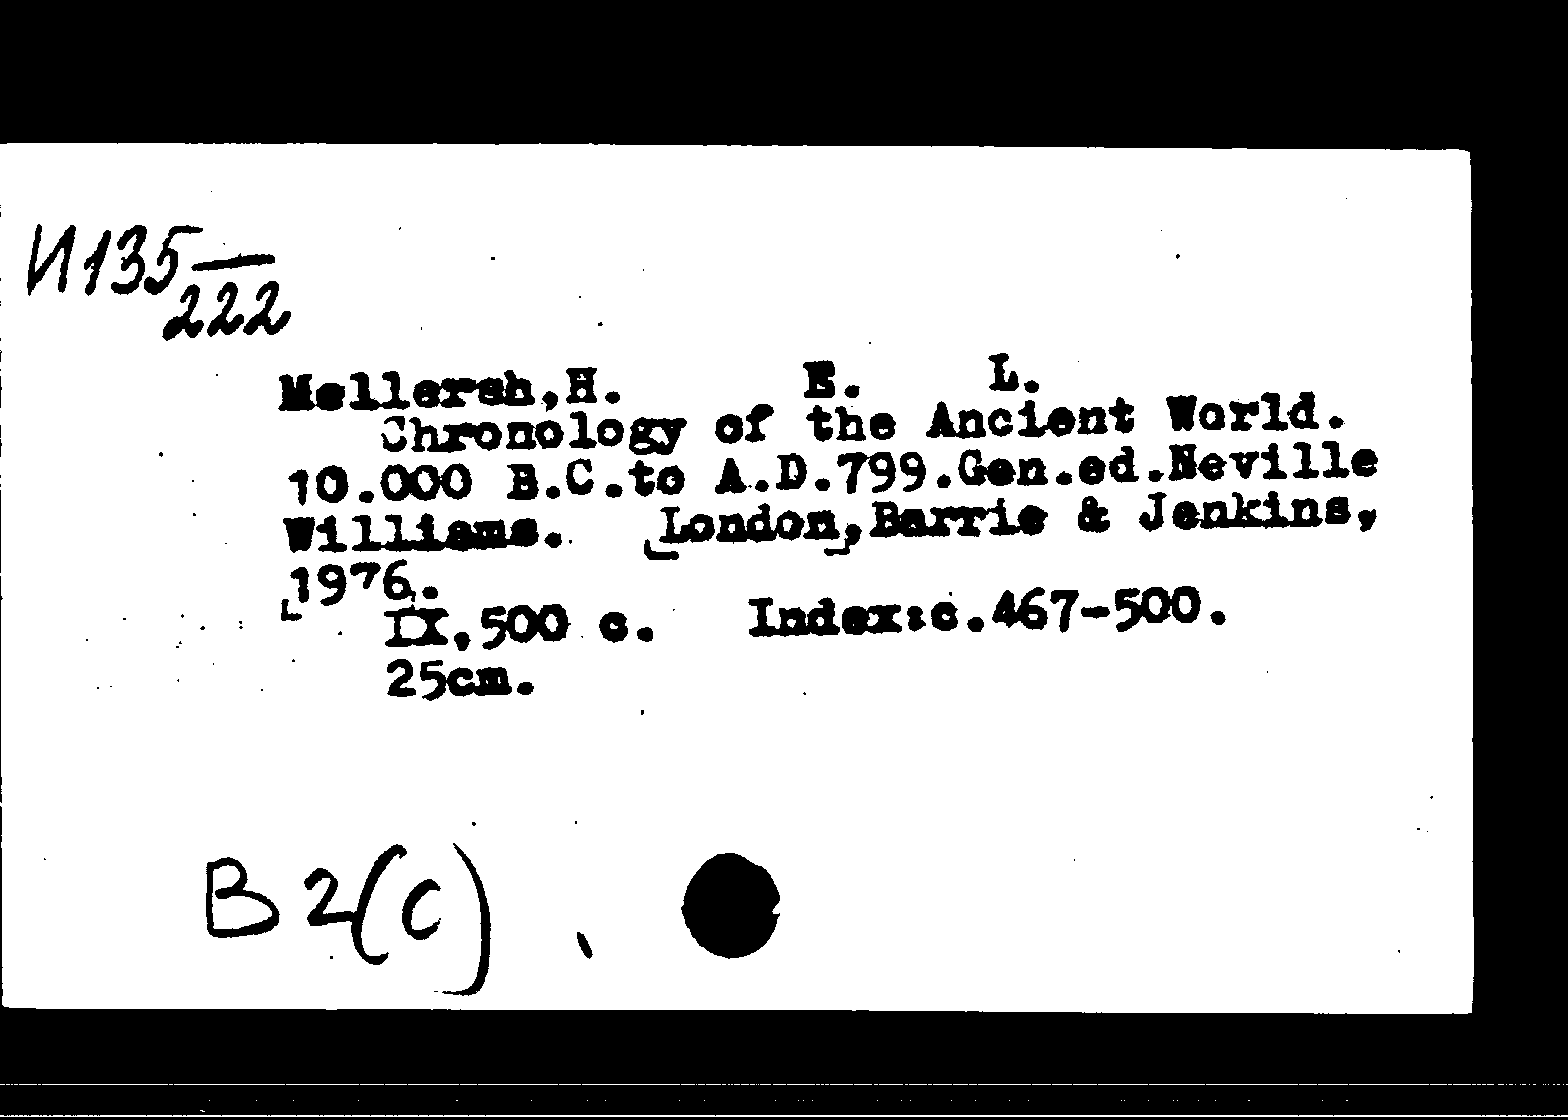 И135
222
Mellersh,H. E. L.
Chronology of the Ancient World.
10.000 B.C.to A.D.799.Gen.ed.Neville
Williams. London,Barrie & Jenkins,
1976.
IX,500 c. Index:c.467-500.
25cm.
B2(c)